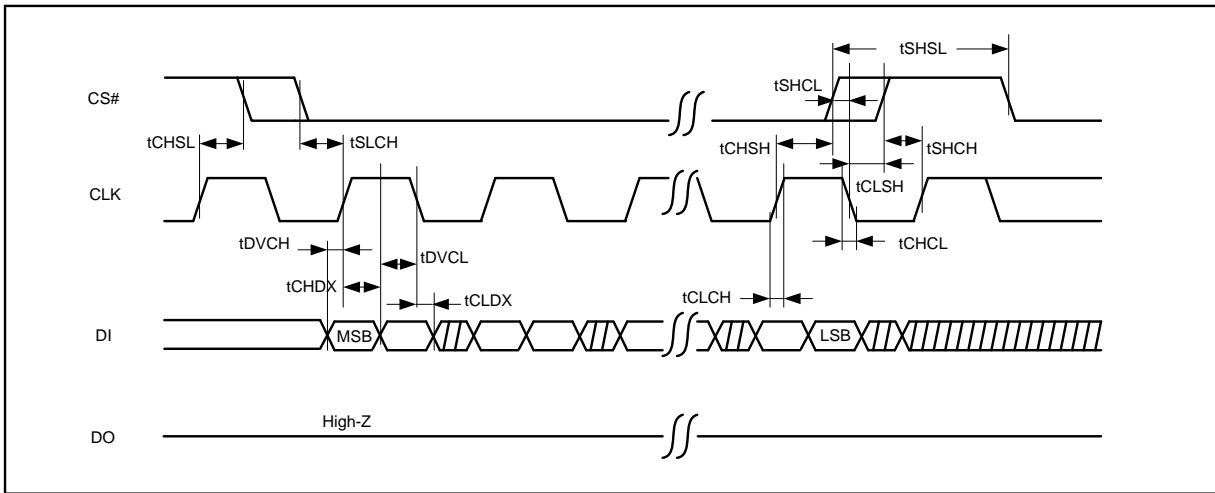 tSHSL
CS#
tSHCL
tCHSL
tSLCH
tCHSH
tSHCH
tCLSH
CLK
tDVCH
tDVCL
tCHCL
tCHDX
tCLDX
tCLCH
DI
MSB
LSB
High-Z
DO